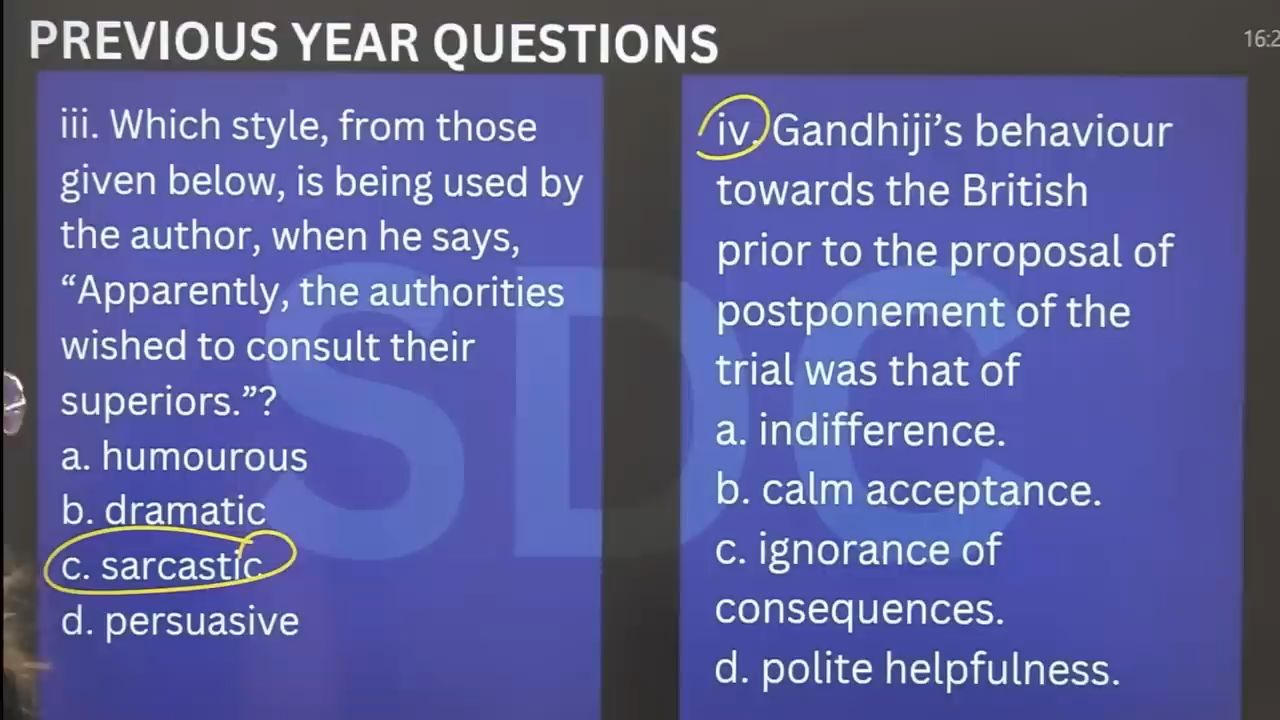 PREVIOUS YEAR QUESTIONS
16:2
iii. Which style, from those
given below, is being used by
the author, when he says,
“Apparently, the authorities
wished to consult their
superiors.”?
a. humourous
b. dramatic
c. sarcastic
d. persuasive
iv. Gandhiji’s behaviour
towards the British
prior to the proposal of
postponement of the
trial was that of
a. indifference.
b. calm acceptance.
c. ignorance of
consequences.
d. polite helpfulness.
SDC